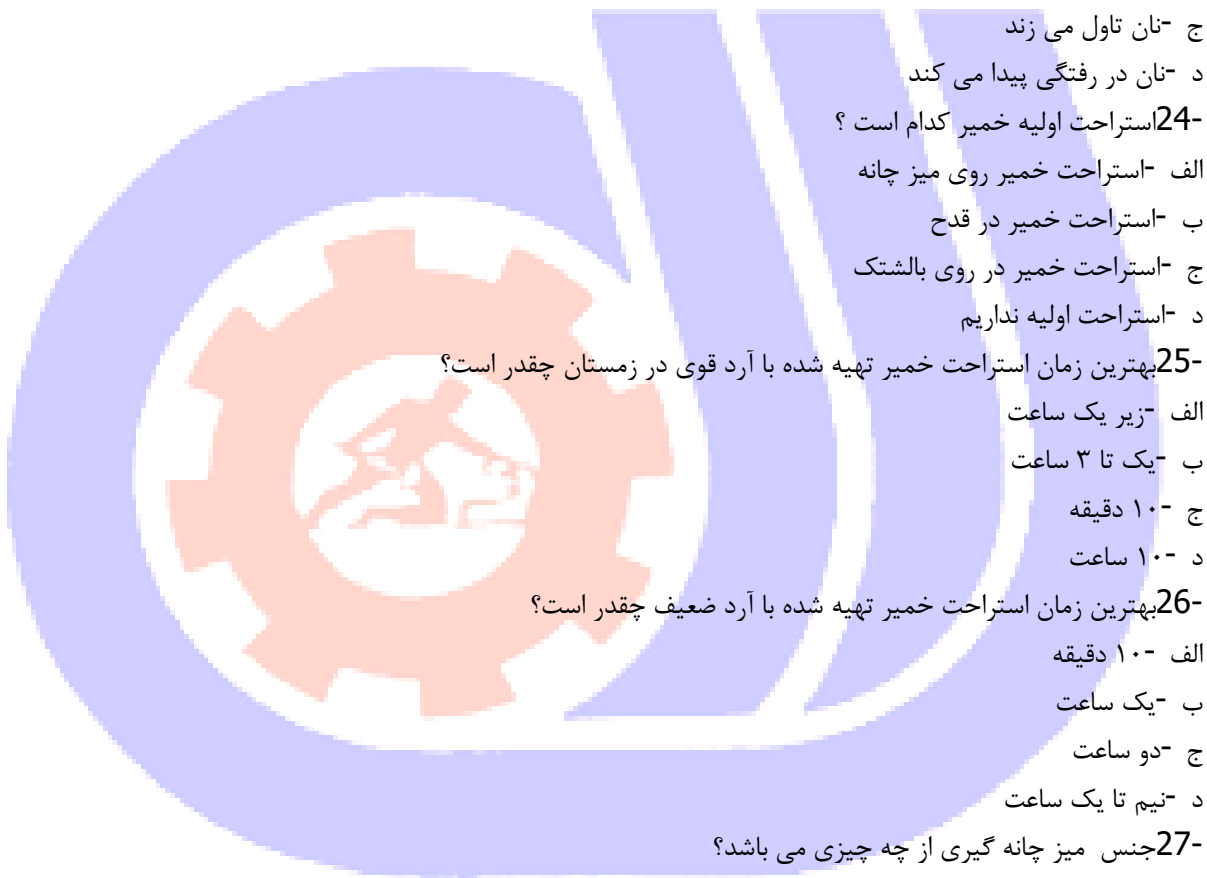 ج -نان تاول می زند
د -نان در رفتگی پیدا می کند
-24استراحت اولیه خمیر کدام است ؟
الف -استراحت خمیر روی میز چانه
ب -استراحت خمیر در قدح
ج -استراحت خمیر در روی بالشتک
د -استراحت اولیه نداریم
-25بهترین زمان استراحت خمیر تهیه شده با آرد قوی در زمستان چقدر است؟
الف -زیر یک ساعت
ب -یک تا ۳ ساعت
ج -۱۰ دقیقه
د -۱۰ ساعت
-26بهترین زمان استراحت خمیر تهیه شده با آرد ضعیف چقدر است؟
الف -۱۰ دقیقه
ب -یک ساعت
ج -دو ساعت
د -نیم تا یک ساعت
-27جنس میز چانه گیری از چه چیزی می باشد؟